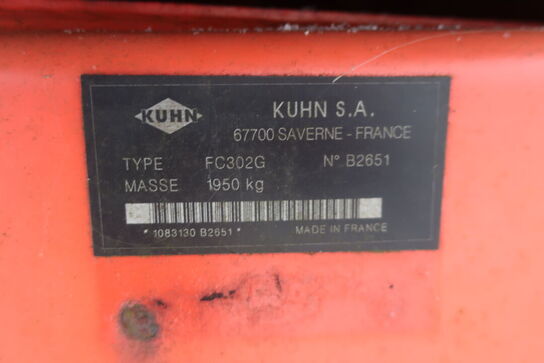 KUHN
KUHN S.A.
67700 SAVERNE - FRANCE
TYPE FC302G N° B2651
MASSE 1950 kg
* 1083130 B2651 * MADE IN FRANCE